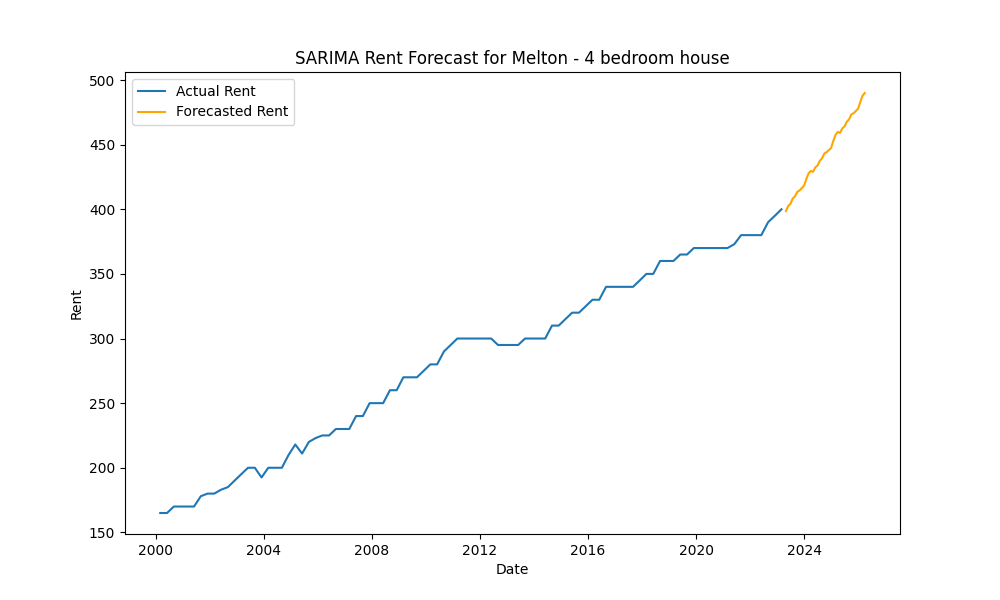 SARIMA Rent Forecast for Melton - 4 bedroom house
Actual Rent
Forecasted Rent
500
450
400
350
300
250
200
150
Rent
2000 2004 2008 2012 2016 2020 2024
Date